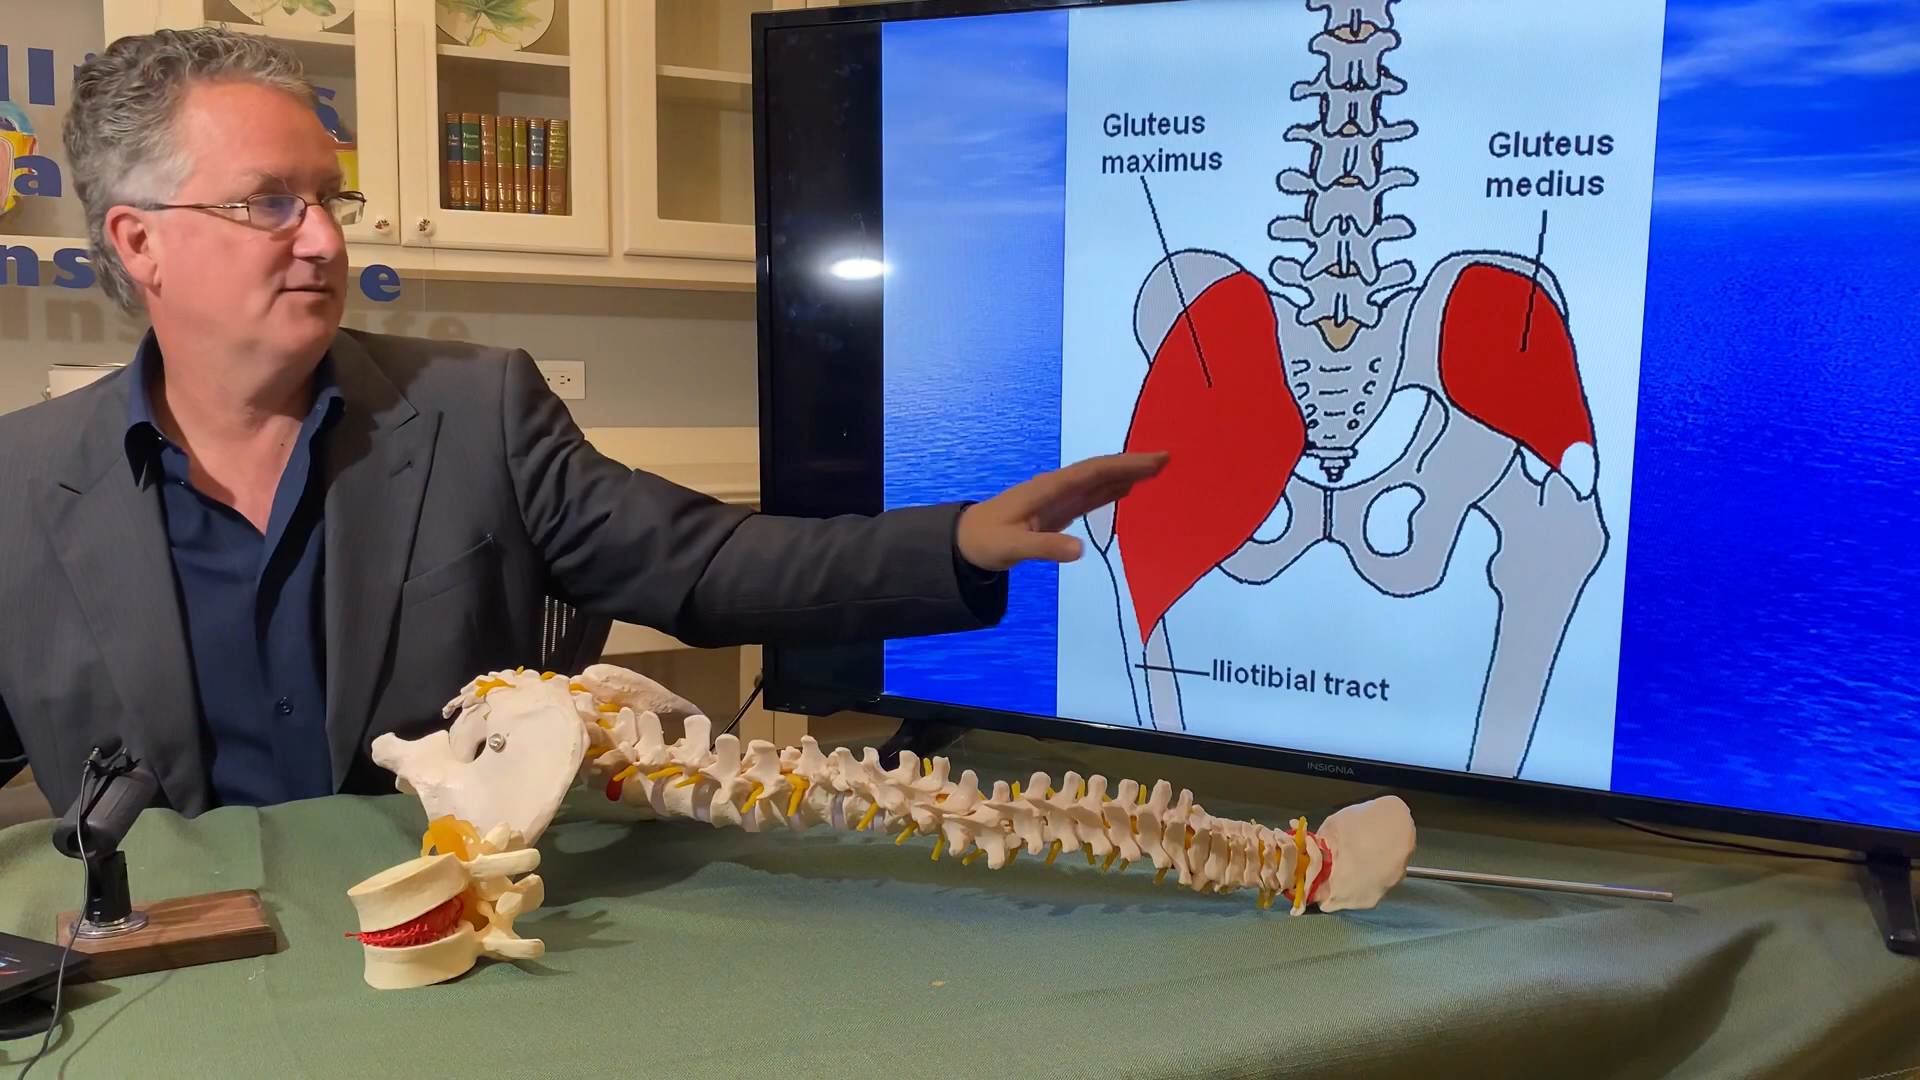 Gluteus
maximus
Gluteus
medius
Iliotibial tract
INSIGNIA